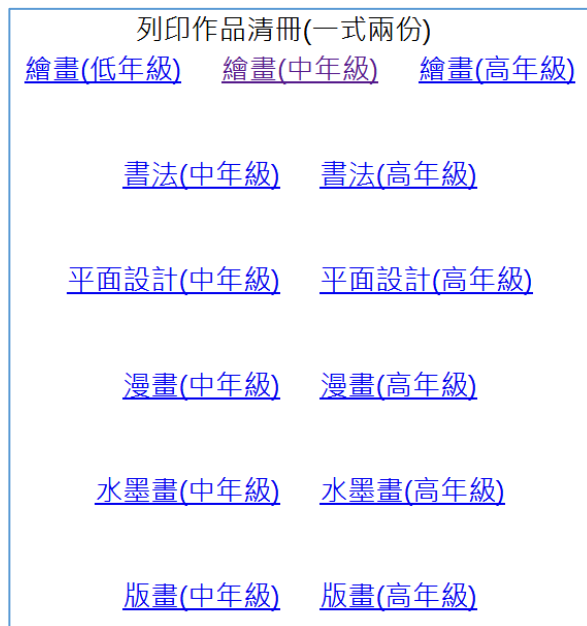 列印作品清冊(一式兩份)
繪畫(低年級) 繪畫(中年級) 繪畫(高年級)
書法(中年級) 書法(高年級)
平面設計(中年級) 平面設計(高年級)
漫畫(中年級) 漫畫(高年級)
水墨畫(中年級) 水墨畫(高年級)
版畫(中年級) 版畫(高年級)